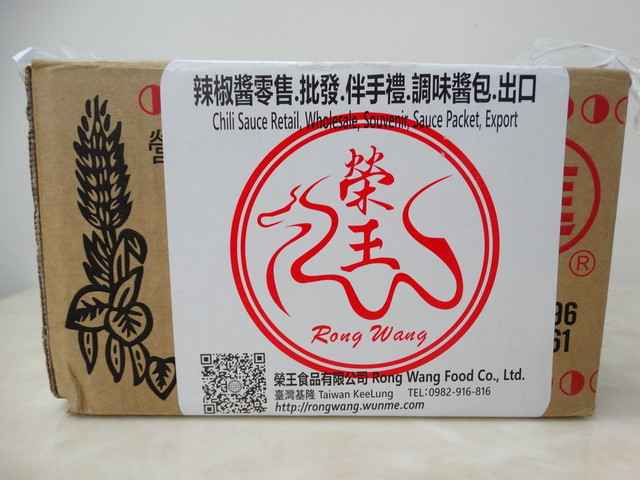 辣椒醬零售.批發.伴手禮.調味醬包.出口
Chili Sauce Retail, Wholesale, Souvenir, Sauce Packet, Export
榮
王
Rong Wang
®
96
61
榮王食品有限公司 Rong Wang Food Co., Ltd.
臺灣基隆 Taiwan KeeLung TEL:0982-916-816
http://rongwang.wunme.com